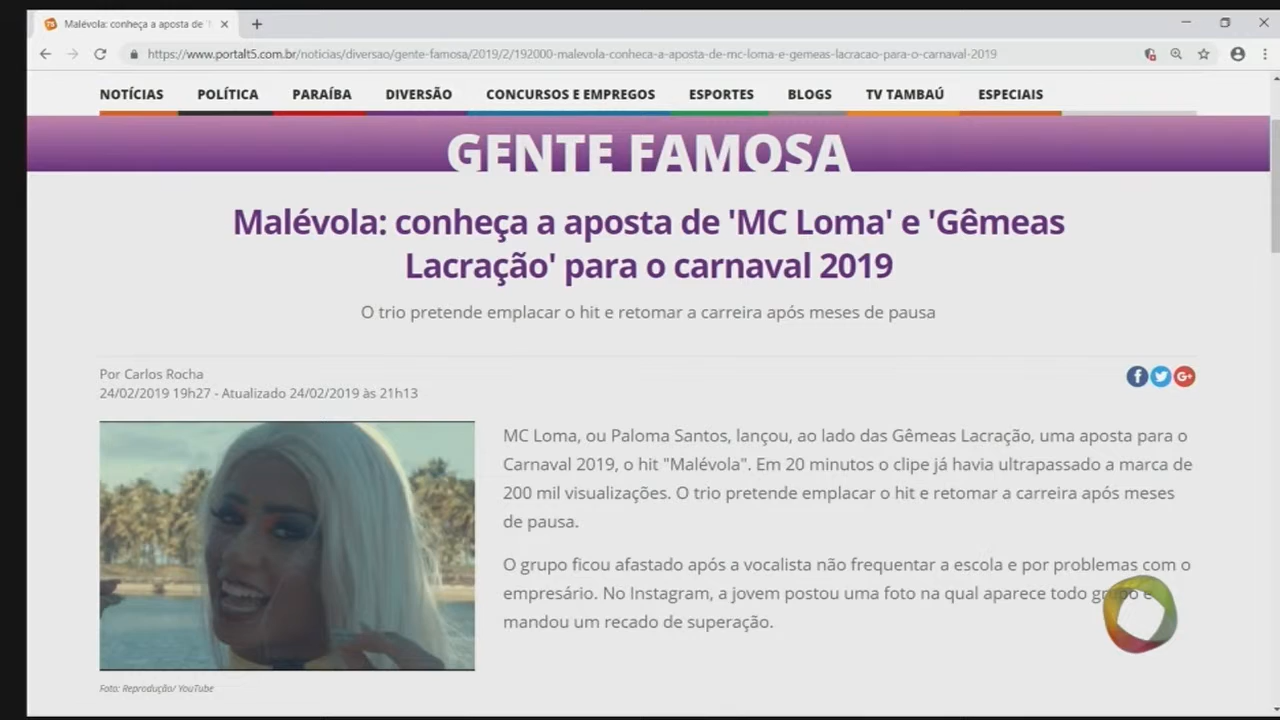 Malévola: conheça a aposta de
https://www.portalt5.com.br/noticias/diversao/gente-famosa/2019/2/192000-malevola-conheca-a-aposta-de-mc-loma-e-gemeas-lacracao-para-o-carnaval-2019
NOTÍCIAS POLÍTICA PARAÍBA DIVERSÃO CONCURSOS E EMPREGOS ESPORTES BLOGS TV TAMBAÚ ESPECIAIS
GENTE FAMOSA
Malévola: conheça a aposta de 'MC Loma' e 'Gêmeas
Lacração' para o carnaval 2019
O trio pretende emplacar o hit e retomar a carreira após meses de pausa
Por Carlos Rocha
24/02/2019 19h27 - Atualizado 24/02/2019 às 21h13
MC Loma, ou Paloma Santos, lançou, ao lado das Gêmeas Lacração, uma aposta para o
Carnaval 2019, o hit "Malévola". Em 20 minutos o clipe já havia ultrapassado a marca de
200 mil visualizações. O trio pretende emplacar o hit e retomar a carreira após meses
de pausa.
O grupo ficou afastado após a vocalista não frequentar a escola e por problemas com o
empresário. No Instagram, a jovem postou uma foto na qual aparece todo grupo e
mandou um recado de superação.
Foto: Reprodução/ YouTube